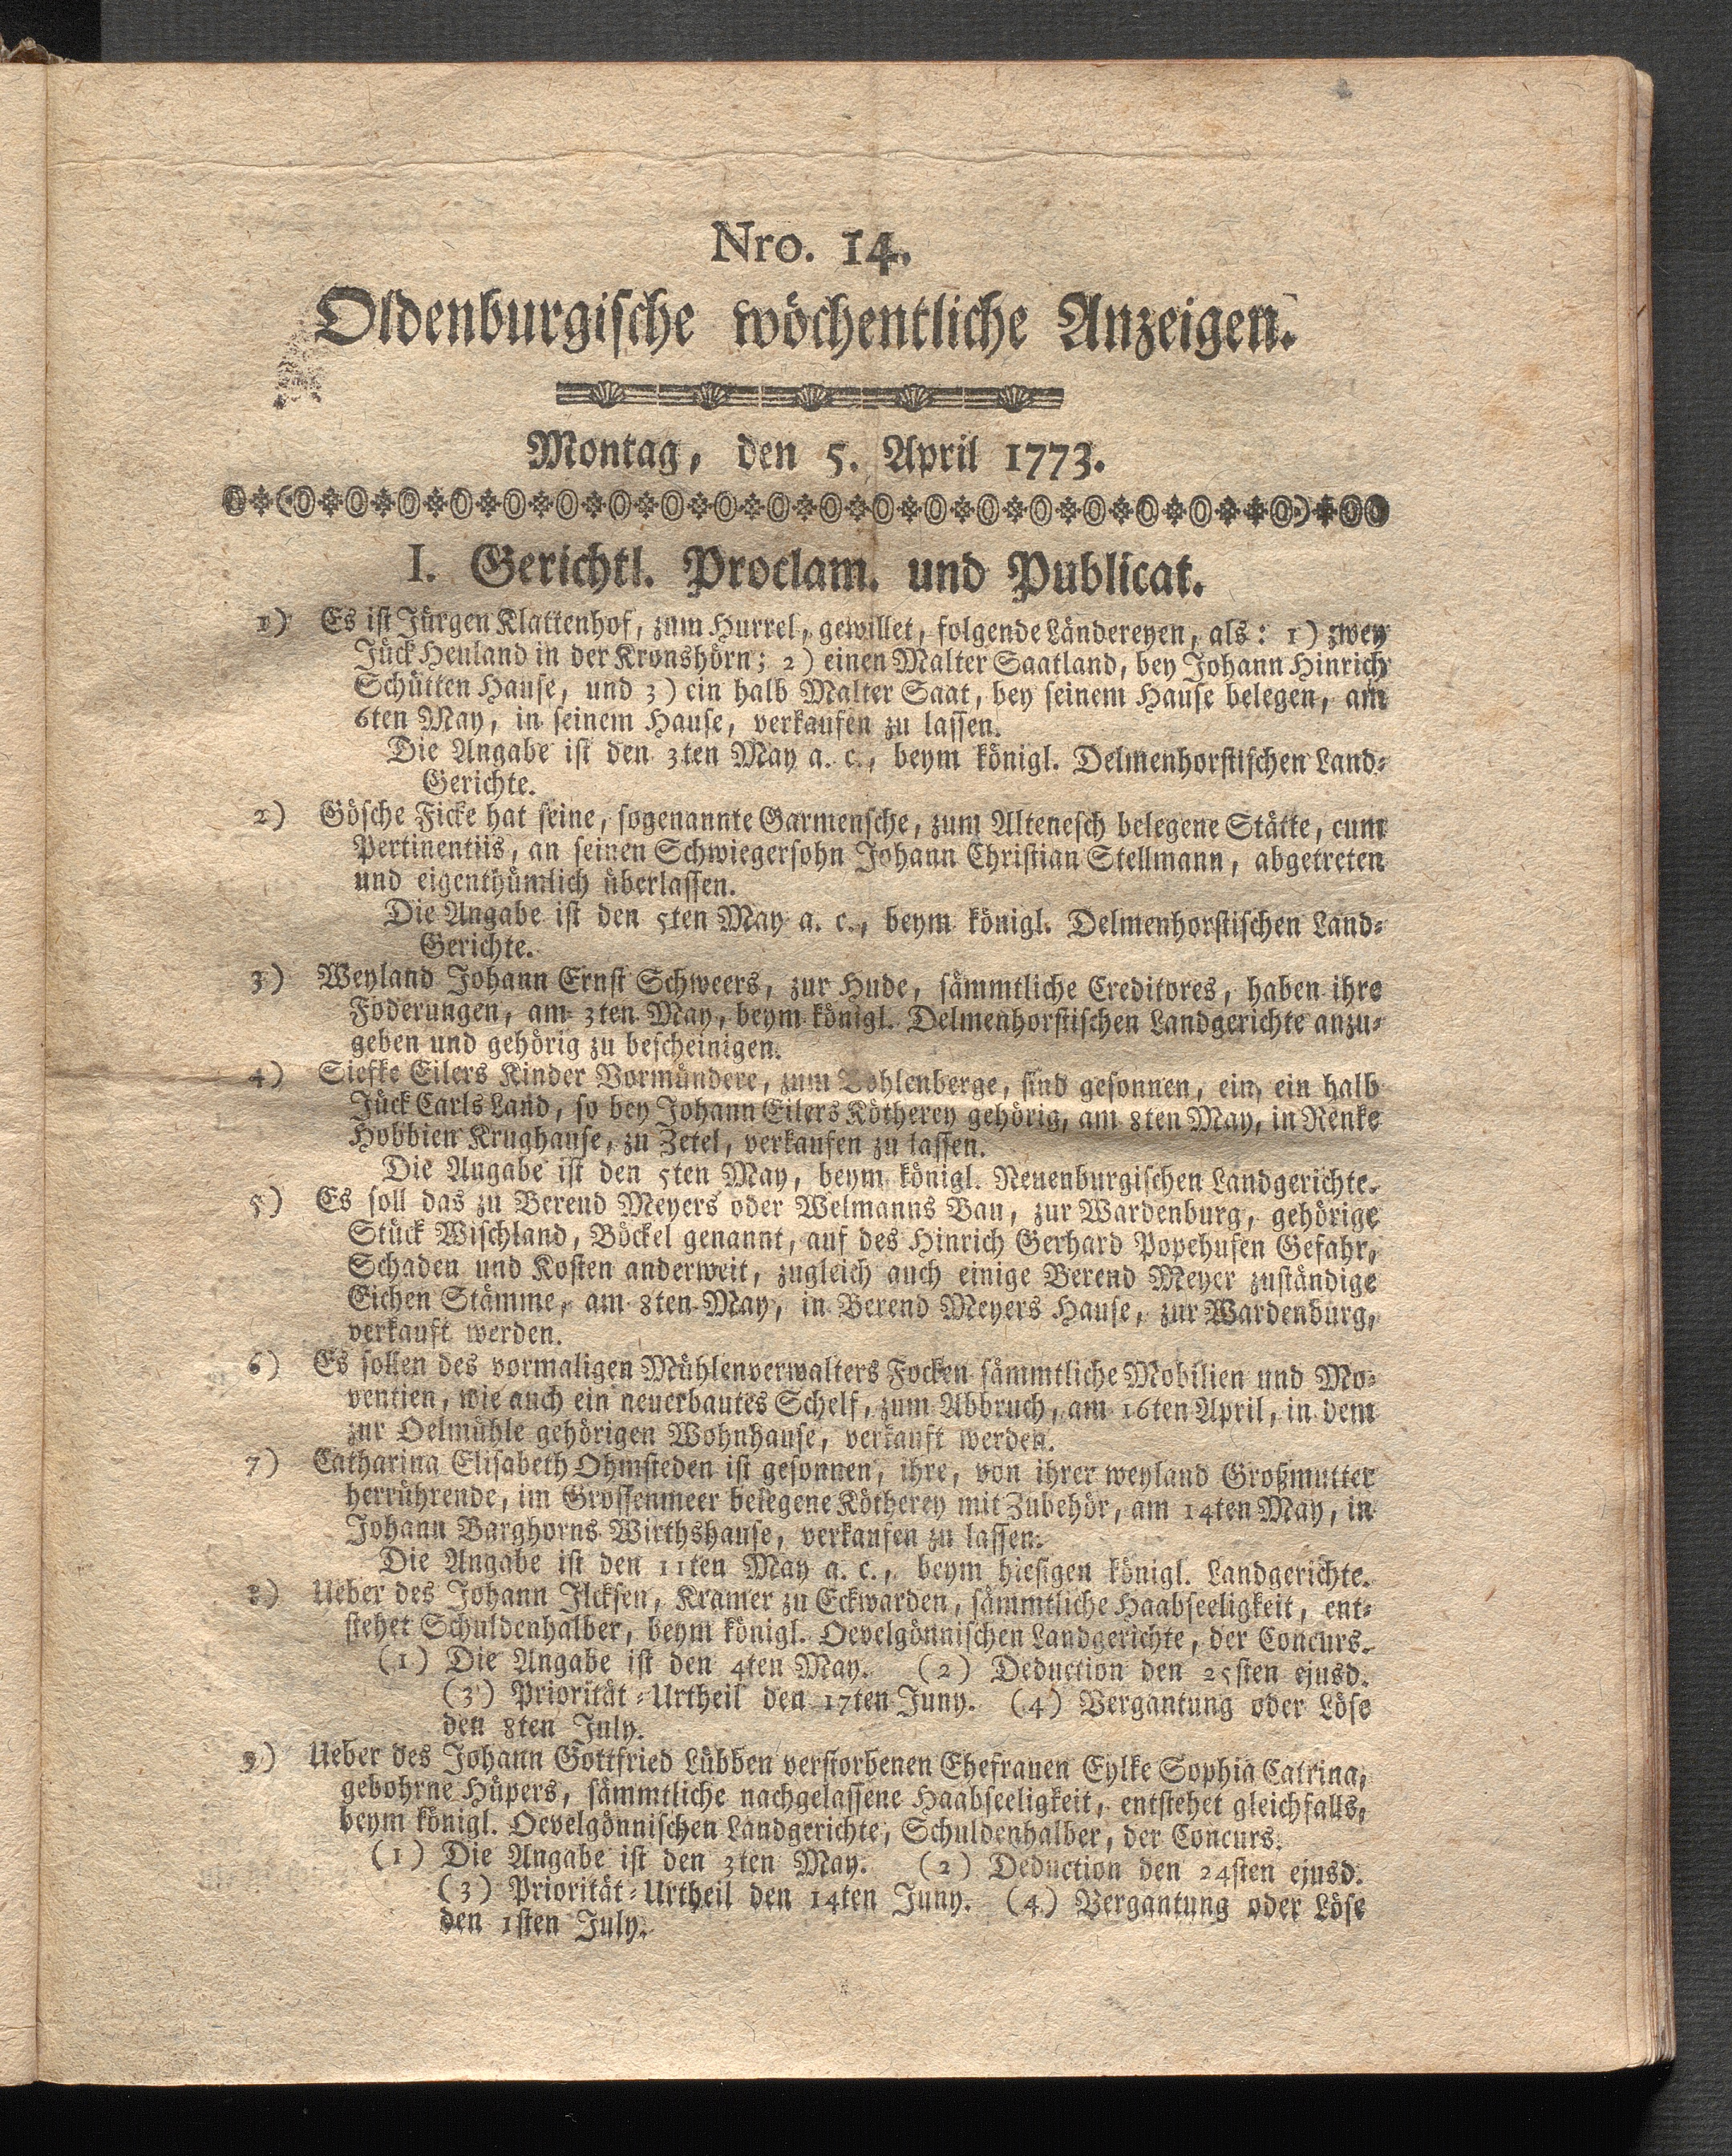 Nro. 14.
Oldenburgische wöchentliche Anzeigen.
Montag, den 5. April 1773.
I. Gerichtl. Proclam. und Publicat.
1) Es ist Jürgen Klattenhof, zum Hurrel, gewillet, folgende Ländereyen, als: 1) zwey
Jück Heuland in der Kronshörn; 2) einen Malter Saatland, bey Johann Hinrich
Schütten Hause, und 3) ein halb Malter Saat, bey seinem Hause belegen, am
6ten May, in seinem Hause, verkaufen zu lassen.
Die Angabe ist den 3ten May a. c., beym königl. Delmenhorstischen Land-
Gerichte.
2) Gösche Ficke hat seine, sogenannte Garmensche, zum Altenesch belegene Stätte, cum
Pertinentiis, an seinen Schwiegersohn Johann Christian Stellmann, abgetreten
und eigenthümlich überlassen.
Die Angabe ist den 5ten May a. c., beym königl. Delmenhorstischen Land-
Gerichte.
3) Weyland Johann Ernst Schweers, zur Hude, sämmtliche Creditores, haben ihre
Foderungen, am 3ten May, beym königl. Delmenhorstischen Landgerichte anzu-
geben und gehörig zu bescheinigen.
4) Siefke Eilers Kinder Vormündere, zum Bohlenberge, sind gesonnen, ein, ein halb
Jück Carls Land, so bey Johann Eilers Kötherey gehörig, am 8ten May, in Renke
Hobbien Krughause, zu Zetel, verkaufen zu lassen.
Die Augabe ist den 5ten May, beym königl. Neuenburgischen Landgerichte.
5) Es soll das zu Berend Meyers oder Welmanns Bau, zur Wardenburg, gehörige
Stück Wischland, Böckel genannt, auf des Hinrich Gerhard Popehusen Gefahr,
Schaden und Kosten anderweit, zugleich auch einige Berend Meyer zuständige
Eichen Stämme, am 8ten May, in Berend Meyers Hause, zur Wardenburg,
verkauft werden.
6) Es sollen des vormaligen Mühlenverwalters Focken sämmtliche Mobilien und Mo-
ventien, wie auch ein neuerbautes Schelf, zum Abbruch, am 16ten April, in dem
zur Oelmühle gehörigen Wohnhause, verkauft werden.
7) Catharina Elisabeth Ohmsteden ist gesonnen, ihre, von ihrer weyland Großmutter
herrührende, im Grossenmeer belegene Kötherey mit Zubehör, am 14ten May, in
Johann Barghorns Wirthshause, verkaufen zu lassen.
Die Angabe ist den 11ten May a. c., beym hiesigen königl. Landgerichte.
8) Ueber des Johann Ilcksen, Kramer zu Eckwarden, sämmtliche Haabseeligkeit, ent-
stehet Schuldenhalber, beym königl. Oevelgönnischen Landgerichte, der Concurs.
(1) Die Angabe ist den 4ten May. (2) Deduction den 25sten ejusd.
(3) Priorität-Urtheil den 17ten Juny. (4) Vergantung oder Löse
den 8ten July.
9) Ueber des Johann Gottfried Lübben verstorbenen Ehefrauen Eylke Sophia Catrina,
gebohrne Hüpers, sämmtliche nachgelassene Haabseeligkeit, entstehet gleichfalls,
beym königl. Oevelgönnischen Landgerichte, Schuldenhalber, der Concurs.
(1) Die Angabe ist den 3ten May. (2) Deduction den 24sten ejusd.
(3) Priorität-Urtheil den 14ten Juny. (4) Vergantung oder Löse
den 1sten July.